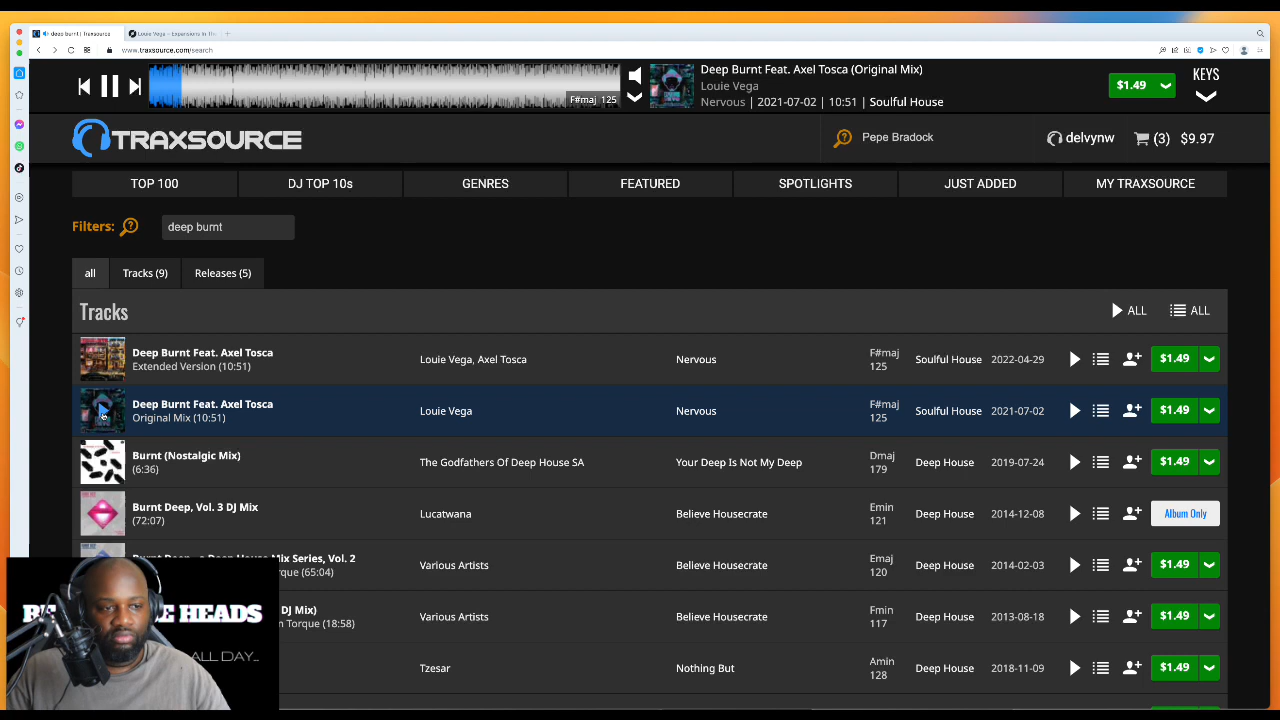 deep burnt | Traxsource
Louie Vega – Expansions In The
www.traxsource.com/search
F#maj 125
Deep Burnt Feat. Axel Tosca (Original Mix)
Louie Vega
Nervous | 2021-07-02 | 10:51 | Soulful House
$1.49
KEYS
TRAXSOURCE
Pepe Bradock
delvynw
(3) $9.97
TOP 100
DJ TOP 10s
GENRES
FEATURED
SPOTLIGHTS
JUST ADDED
MY TRAXSOURCE
Filters:
deep burnt
all
Tracks (9)
Releases (5)
Tracks
ALL
ALL
Deep Burnt Feat. Axel Tosca
Extended Version (10:51)
Louie Vega, Axel Tosca
Nervous
F#maj
125
Soulful House
2022-04-29
$1.49
Deep Burnt Feat. Axel Tosca
Original Mix (10:51)
Louie Vega
Nervous
F#maj
125
Soulful House
2021-07-02
$1.49
Burnt (Nostalgic Mix)
(6:36)
The Godfathers Of Deep House SA
Your Deep Is Not My Deep
Dmaj
179
Deep House
2019-07-24
$1.49
Burnt Deep, Vol. 3 DJ Mix
(72:07)
Lucatwana
Believe Housecrate
Emin
121
Deep House
2014-12-08
Album Only
Mix Series, Vol. 2
rque (65:04)
Various Artists
Believe Housecrate
Emaj
120
Deep House
2014-02-03
$1.49
DJ Mix)
n Torque (18:58)
Various Artists
Believe Housecrate
Fmin
117
Deep House
2013-08-18
$1.49
Tzesar
Nothing But
Amin
128
Deep House
2018-11-09
$1.49
HEADS
ALL DAY...